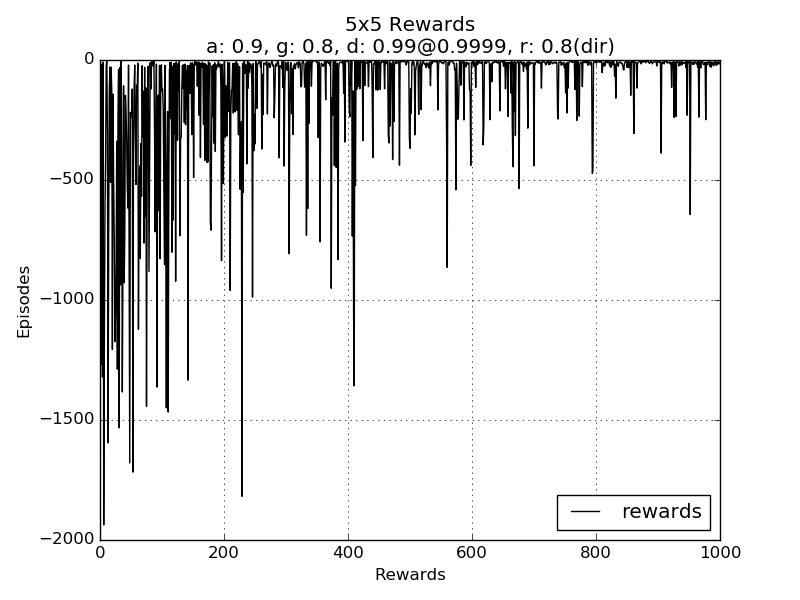 5x5 Rewards
a: 0.9, g: 0.8, d: 0.99@0.9999, r: 0.8(dir)
0
−500
−1000
−1500
−2000
Episodes
rewards
0 200 400 600 800 1000
Rewards